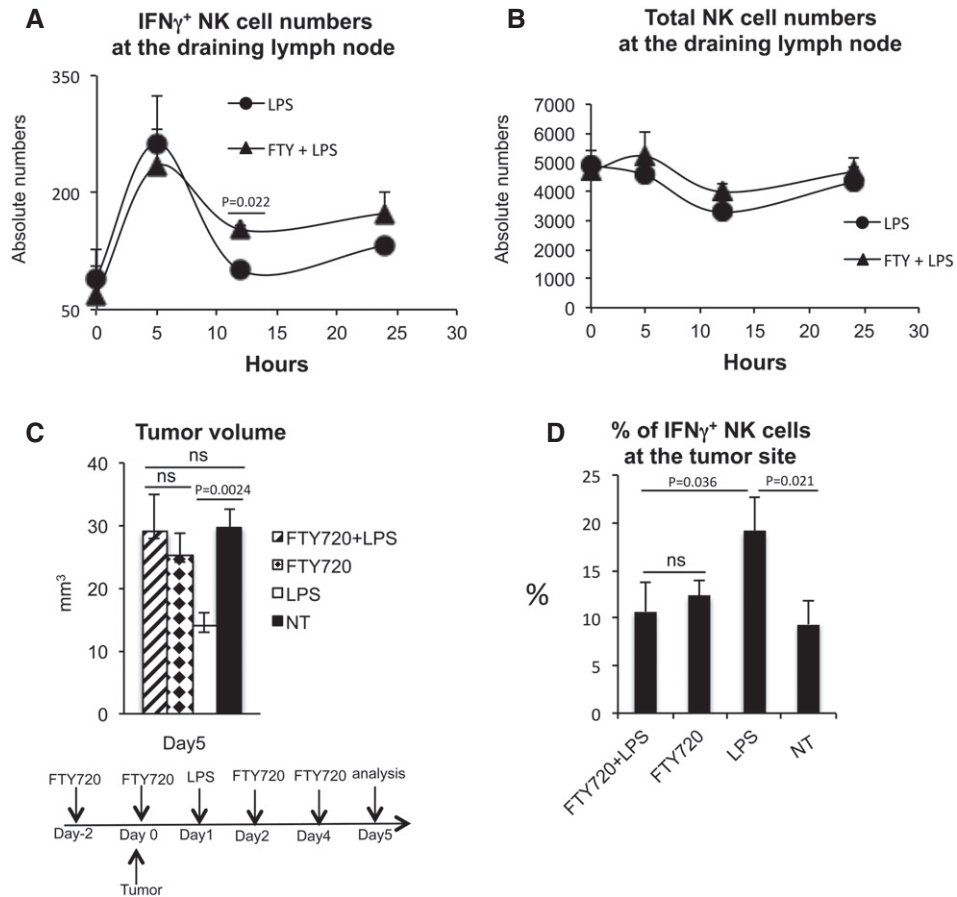 A
IFNγ+ NK cell numbers
at the draining lymph node
Absolute numbers
350
200
50
LPS
FTY + LPS
P=0.022
0 5 10 15 20 25 30
Hours
B
Total NK cell numbers
at the draining lymph node
Absolute numbers
7000
6000
5000
4000
3000
2000
1000
0
LPS
FTY + LPS
0 5 10 15 20 25 30
Hours
C
Tumor volume
mm3
40
30
20
10
0
ns
ns
P=0.0024
FTY720+LPS
FTY720
LPS
NT
Day5
FTY720 FTY720 LPS FTY720 FTY720 analysis
Day-2 Day 0 Day1 Day2 Day4 Day5
Tumor
D
% of IFNγ+ NK cells
at the tumor site
%
25
20
15
10
5
0
P=0.036 P=0.021
ns
FTY720+LPS
FTY720
LPS
NT